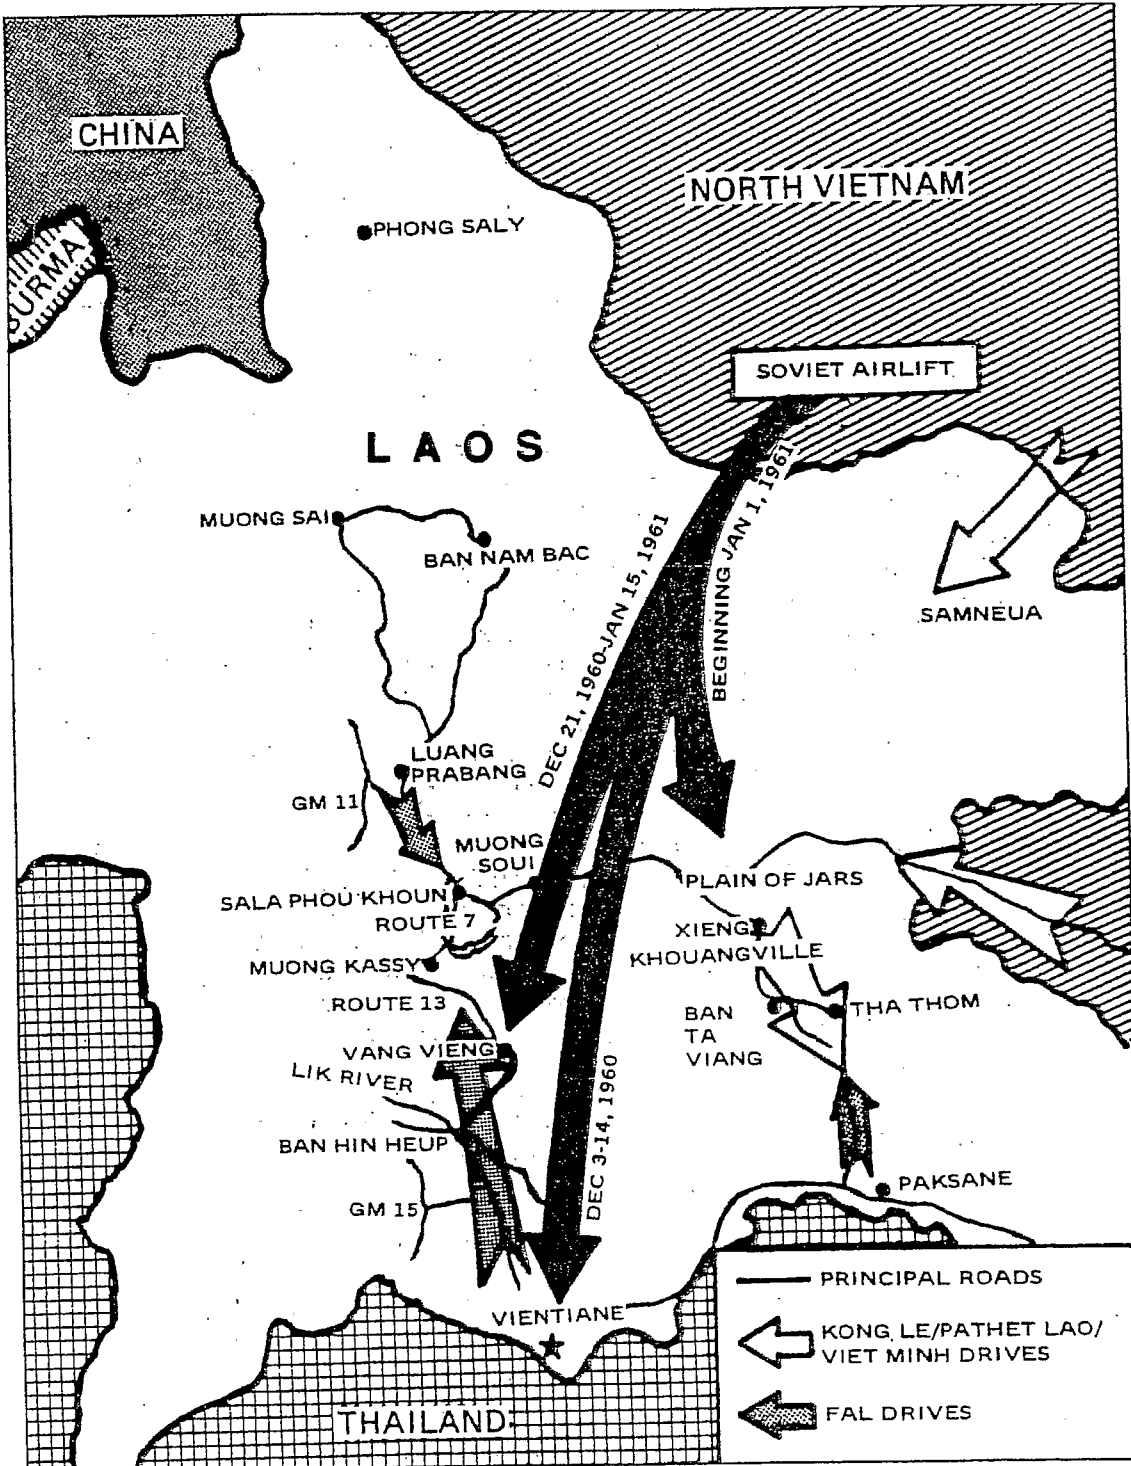 CHINA
NORTH VIETNAM
BURMA
PHONG SALY
SOVIET AIRLIFT
LAOS
MUONG SAI
BAN NAM BAC
DEC 21, 1960-JAN 15, 1961
BEGINNING JAN 1, 1961
SAMNEUA
LUANG
PRABANG
GM 11
MUONG
SOUI
SALA PHOU KHOUN
ROUTE 7
PLAIN OF JARS
XIENG
KHOUANGVILLE
MUONG KASSY
ROUTE 13
BAN
TA
VIANG
THA THOM
VANG VIENG
LIK RIVER
BAN HIN HEUP
DEC 3-14, 1960
GM 15
PAKSANE
VIENTIANE
THAILAND
PRINCIPAL ROADS
KONG LE/PATHET LAO/
VIET MINH DRIVES
FAL DRIVES